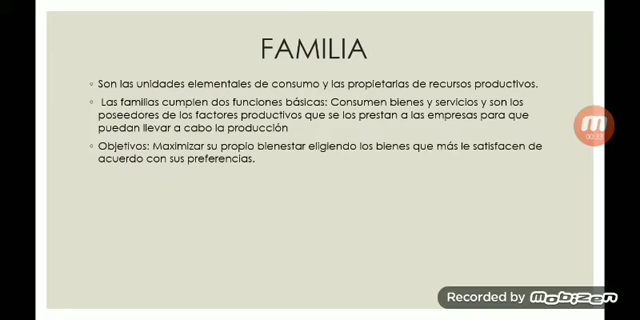 FAMILIA
Son las unidades elementales de consumo y las propietarias de recursos productivos.
Las familias cumplen dos funciones básicas: Consumen bienes y servicios y son los
poseedores de los factores productivos que se los prestan a las empresas para que
puedan llevar a cabo la producción
Objetivos: Maximizar su propio bienestar eligiendo los bienes que más le satisfacen de
acuerdo con sus preferencias.
Recorded by mobizen